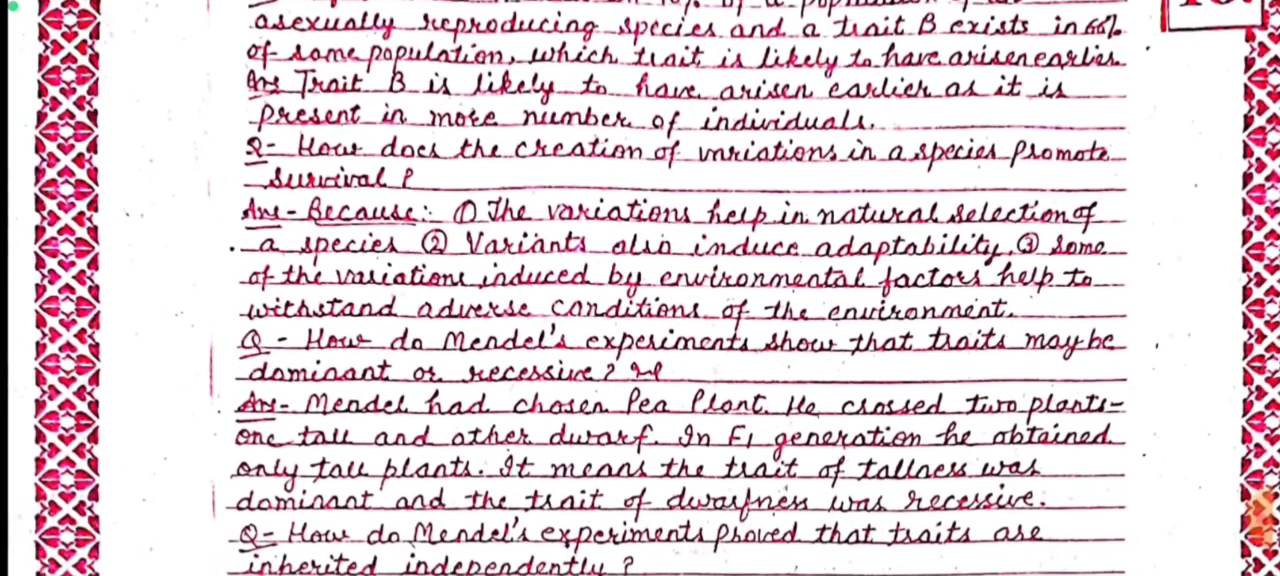 asexually reproducing species and a trait B exists in 60%
of same population, which trait is likely to have arisen earlier
Ans Trait B is likely to have arisen earlier as it is
present in more number of individuals.
Q- How does the creation of variations in a species promote
survival ?
Ans- Because:- ① The variations help in natural selection of
a species ② Variants also induce adaptability, ③ some
of the variations induced by environmental factors help to
withstand adverse conditions of the environment.
Q - How do Mendel's experiments show that traits may be
dominant or recessive ?
Ans- Mendel had chosen Pea Plant. He crossed two plants-
one tall and other dwarf. In F1 generation he obtained
only tall plants. It means the trait of tallness was
dominant and the trait of dwarfness was recessive.
Q- How do Mendel's experiments proved that traits are
inherited independently ?